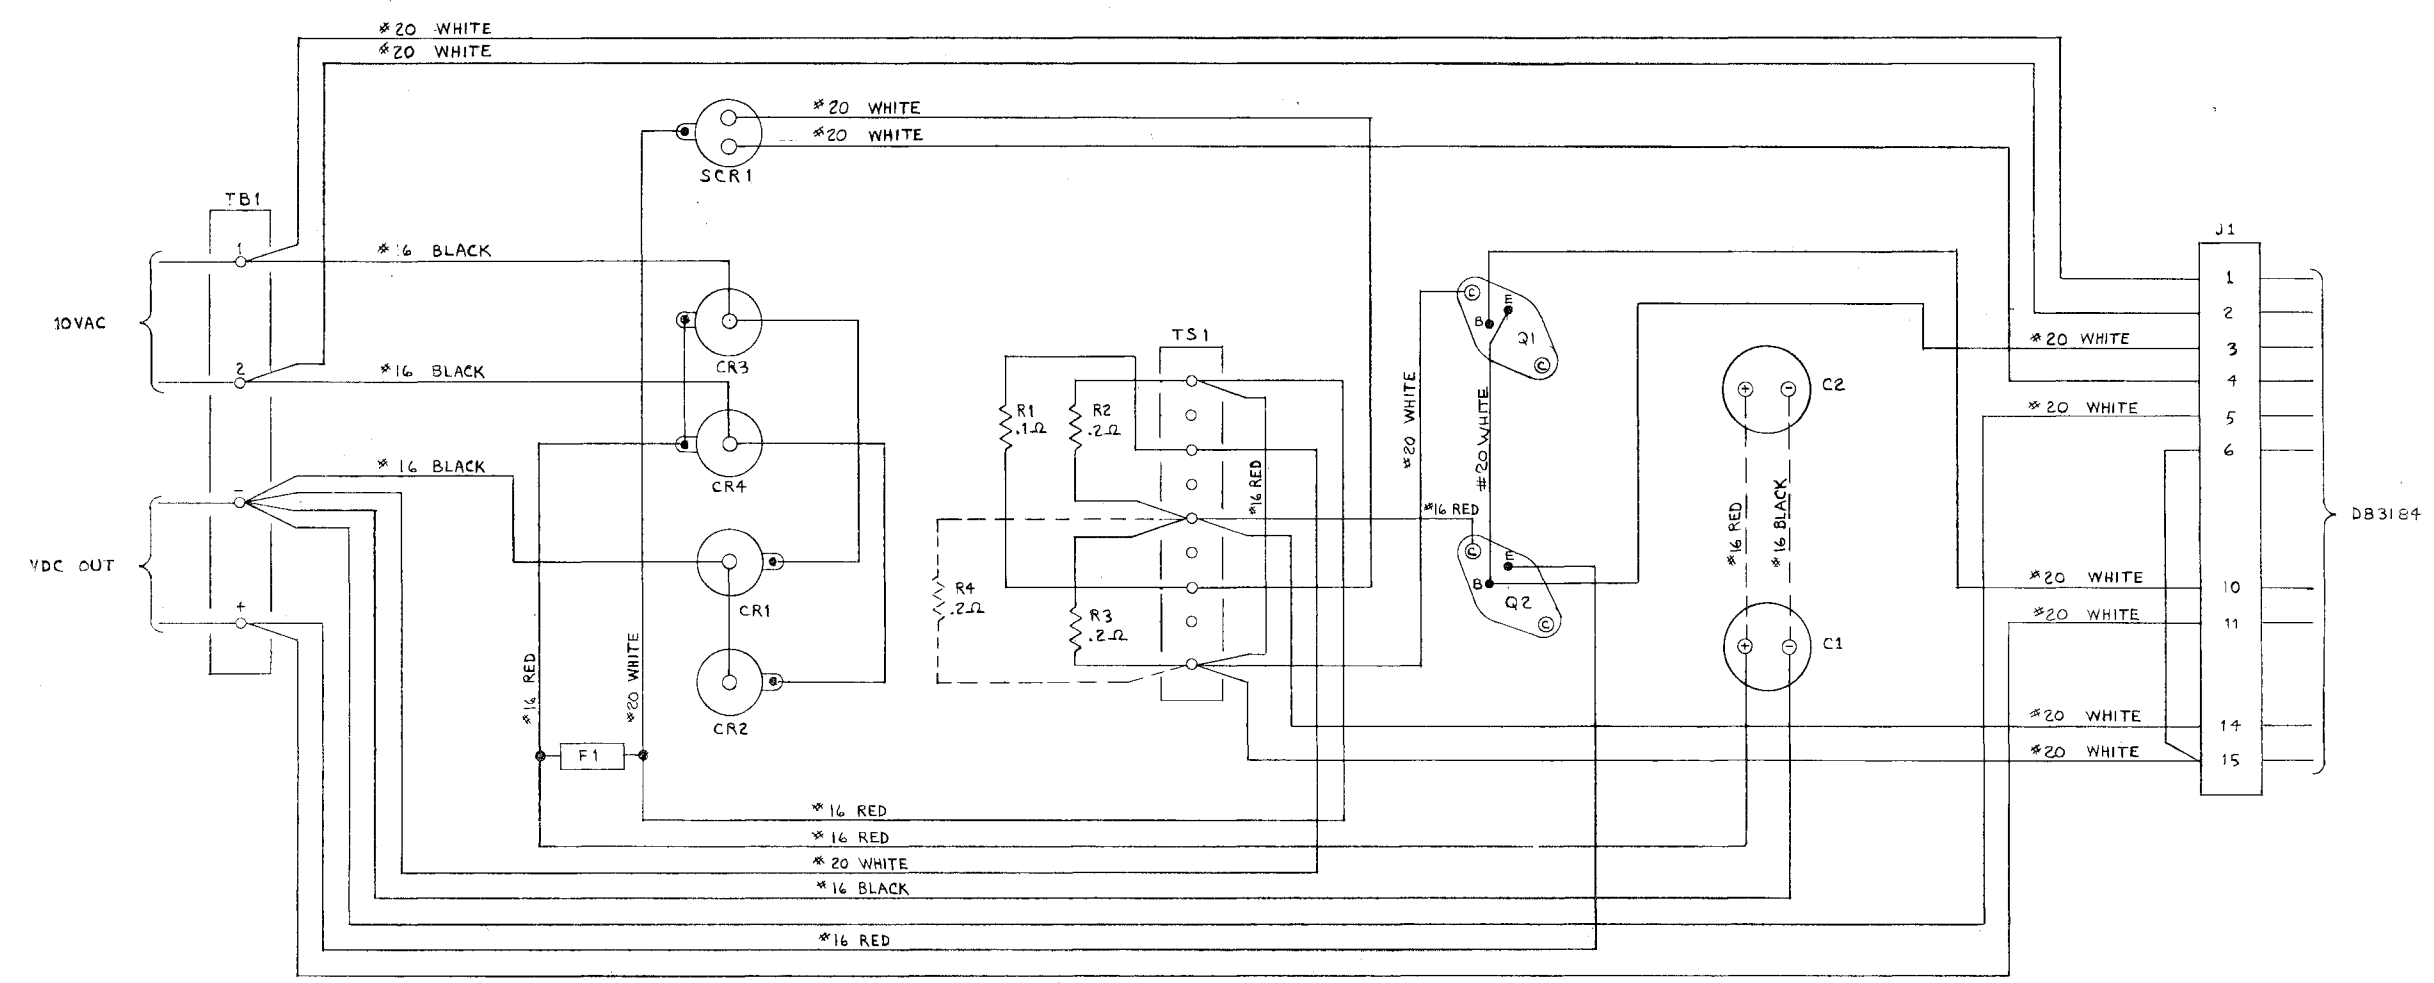 #20 WHITE
#20 WHITE
#20 WHITE
#20 WHITE
SCR1
TB1
1
#16 BLACK
10VAC
2
#16 BLACK
CR3
-
#16 BLACK
CR4
VDC OUT
+
CR1
CR2
#16 RED
#20 WHITE
F1
TS1
R1
.1Ω
R2
.2Ω
R4
.2Ω
R3
.2Ω
#16 RED
#20 WHITE
#20 WHITE
#16 RED
C
E
B
Q1
C
C
E
B
Q2
C
+
-
C2
#16 RED
#16 BLACK
+
-
C1
J1
1
2
#20 WHITE
3
4
#20 WHITE
5
6
#20 WHITE
10
#20 WHITE
11
#20 WHITE
14
#20 WHITE
15
DB3184
#16 RED
#16 RED
#20 WHITE
#16 BLACK
#16 RED